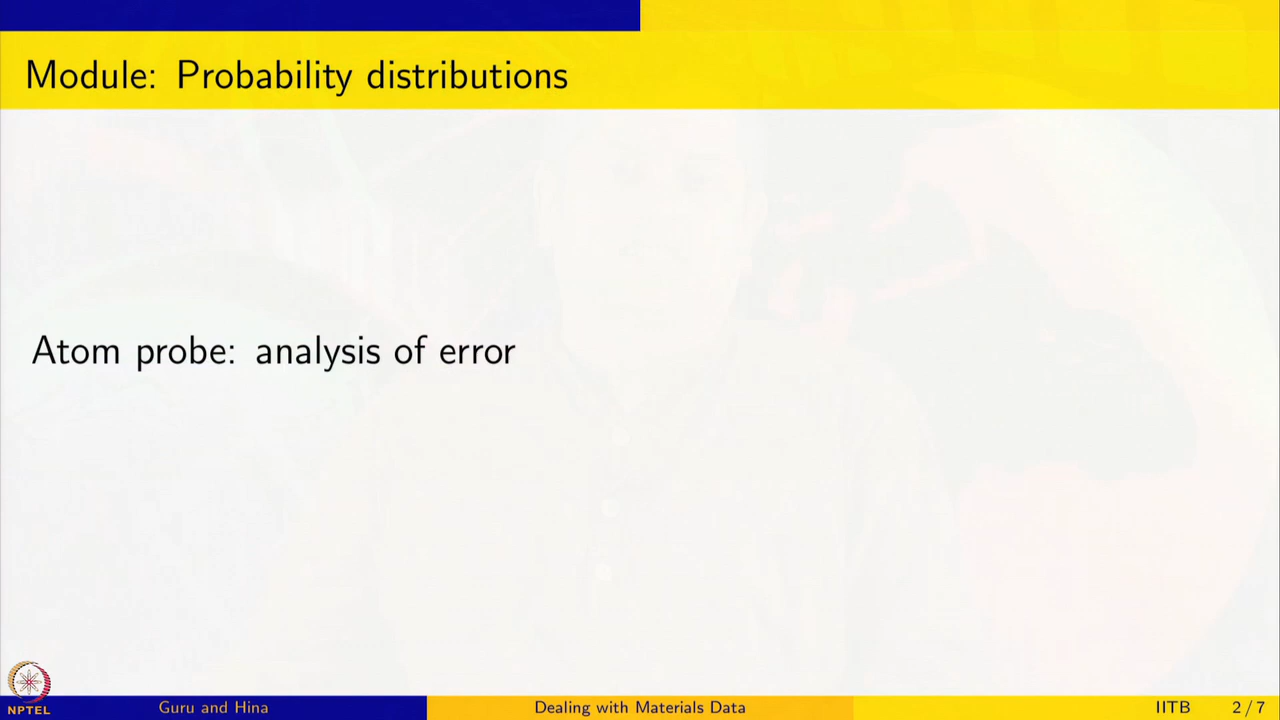 Module: Probability distributions
Atom probe: analysis of error
NPTEL
Guru and Hina
Dealing with Materials Data
IITB
2 / 7